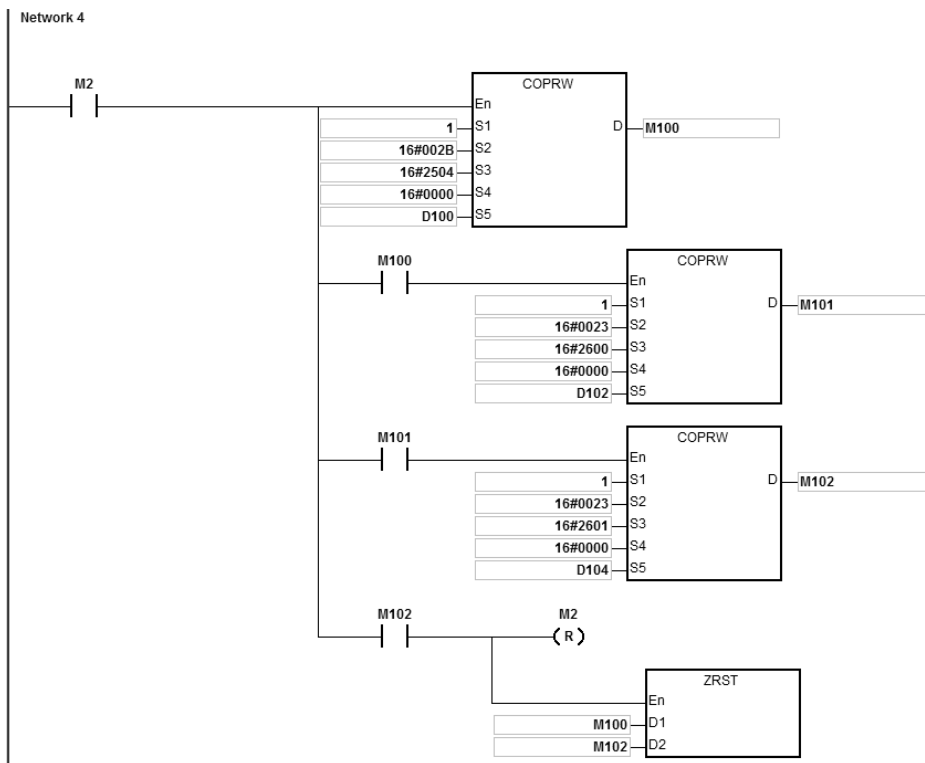 Network 4
M2
COPRW
En
1 S1 D M100
16#002B S2
16#2504 S3
16#0000 S4
D100 S5
M100
COPRW
En
1 S1 D M101
16#0023 S2
16#2600 S3
16#0000 S4
D102 S5
M101
COPRW
En
1 S1 D M102
16#0023 S2
16#2601 S3
16#0000 S4
D104 S5
M102 M2
R
ZRST
En
M100 D1
M102 D2